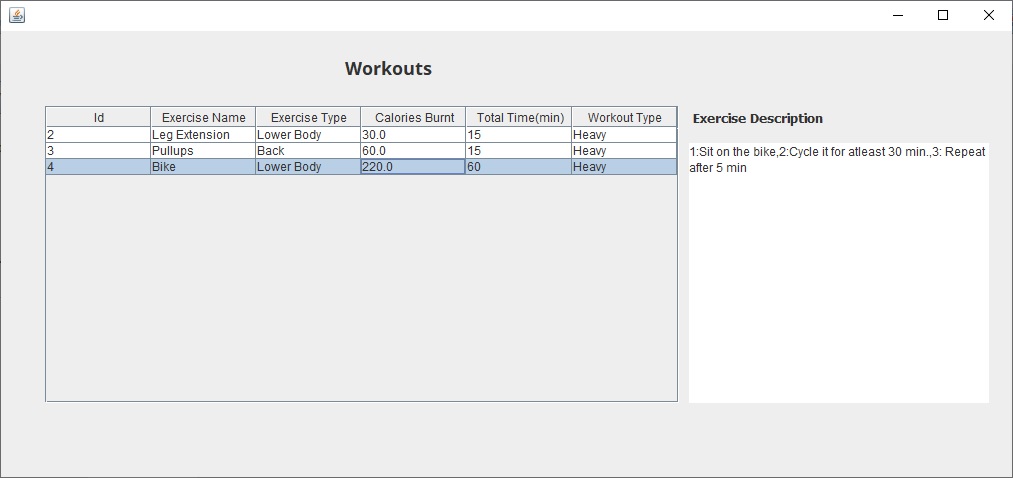 Workouts
Id Exercise Name Exercise Type Calories Burnt Total Time(min) Workout Type
2 Leg Extension Lower Body 30.0 15 Heavy
3 Pullups Back 60.0 15 Heavy
4 Bike Lower Body 220.0 60 Heavy
Exercise Description
1:Sit on the bike,2:Cycle it for atleast 30 min.,3: Repeat
after 5 min